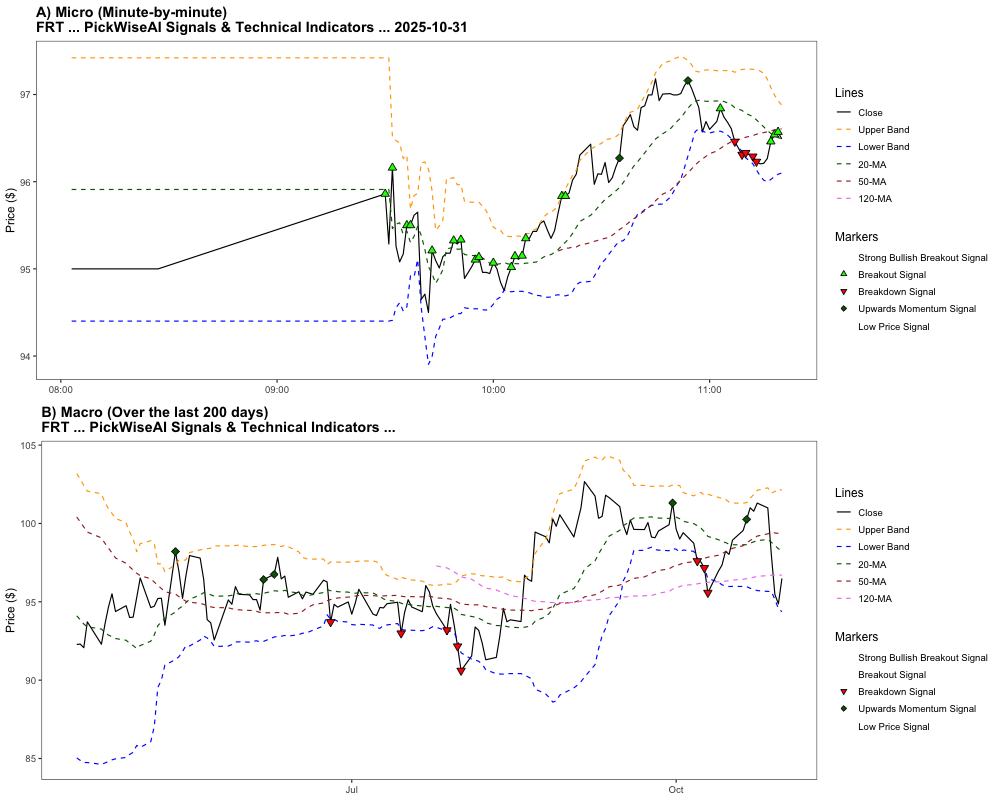 A) Micro (Minute-by-minute)
FRT ... PickWiseAI Signals & Technical Indicators ... 2025-10-31
Price ($)
97
96
95
94
08:00
09:00
10:00
11:00
Lines
Close
Upper Band
Lower Band
20-MA
50-MA
120-MA
Markers
Strong Bullish Breakout Signal
Breakout Signal
Breakdown Signal
Upwards Momentum Signal
Low Price Signal
B) Macro (Over the last 200 days)
FRT ... PickWiseAI Signals & Technical Indicators ...
Price ($)
105
100
95
90
85
Jul
Oct
Lines
Close
Upper Band
Lower Band
20-MA
50-MA
120-MA
Markers
Strong Bullish Breakout Signal
Breakout Signal
Breakdown Signal
Upwards Momentum Signal
Low Price Signal